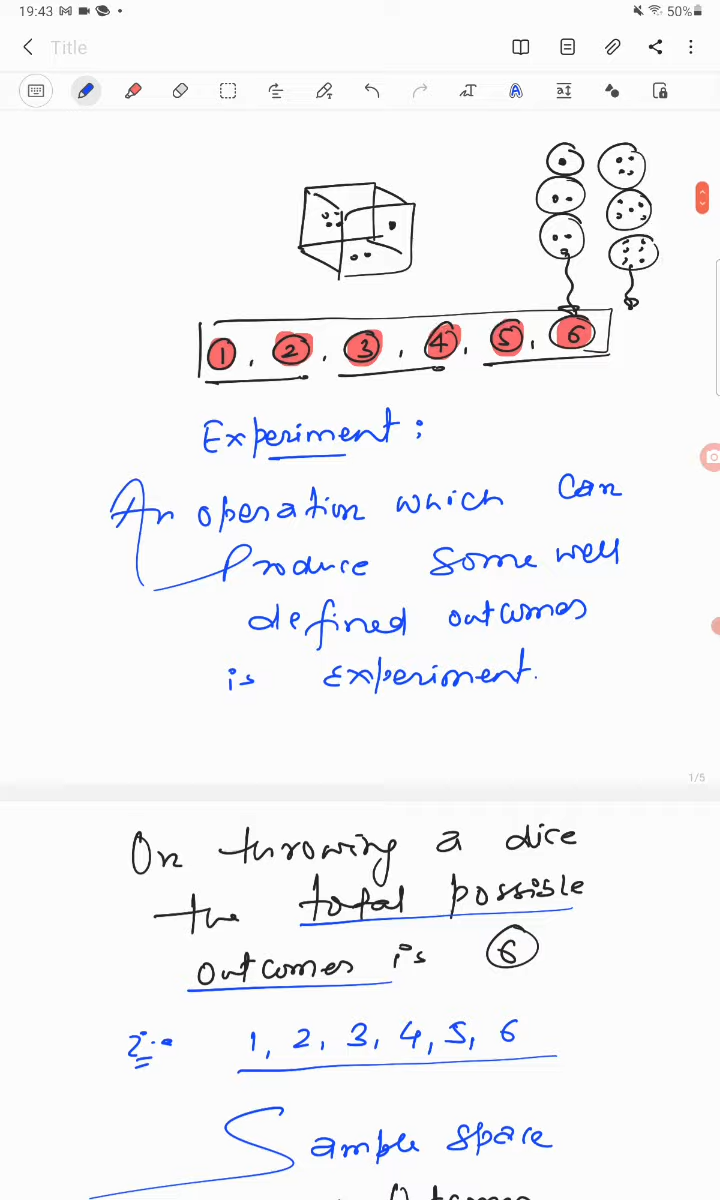 19:43
50%
Title
1, 2, 3, 4, 5, 6
Experiment:
An operation which can
Produce some well
defined outcomes
is Experiment.
1/5
On throwing a dice
the total possible
outcomes is 6
1, 2, 3, 4, 5, 6
Sample space